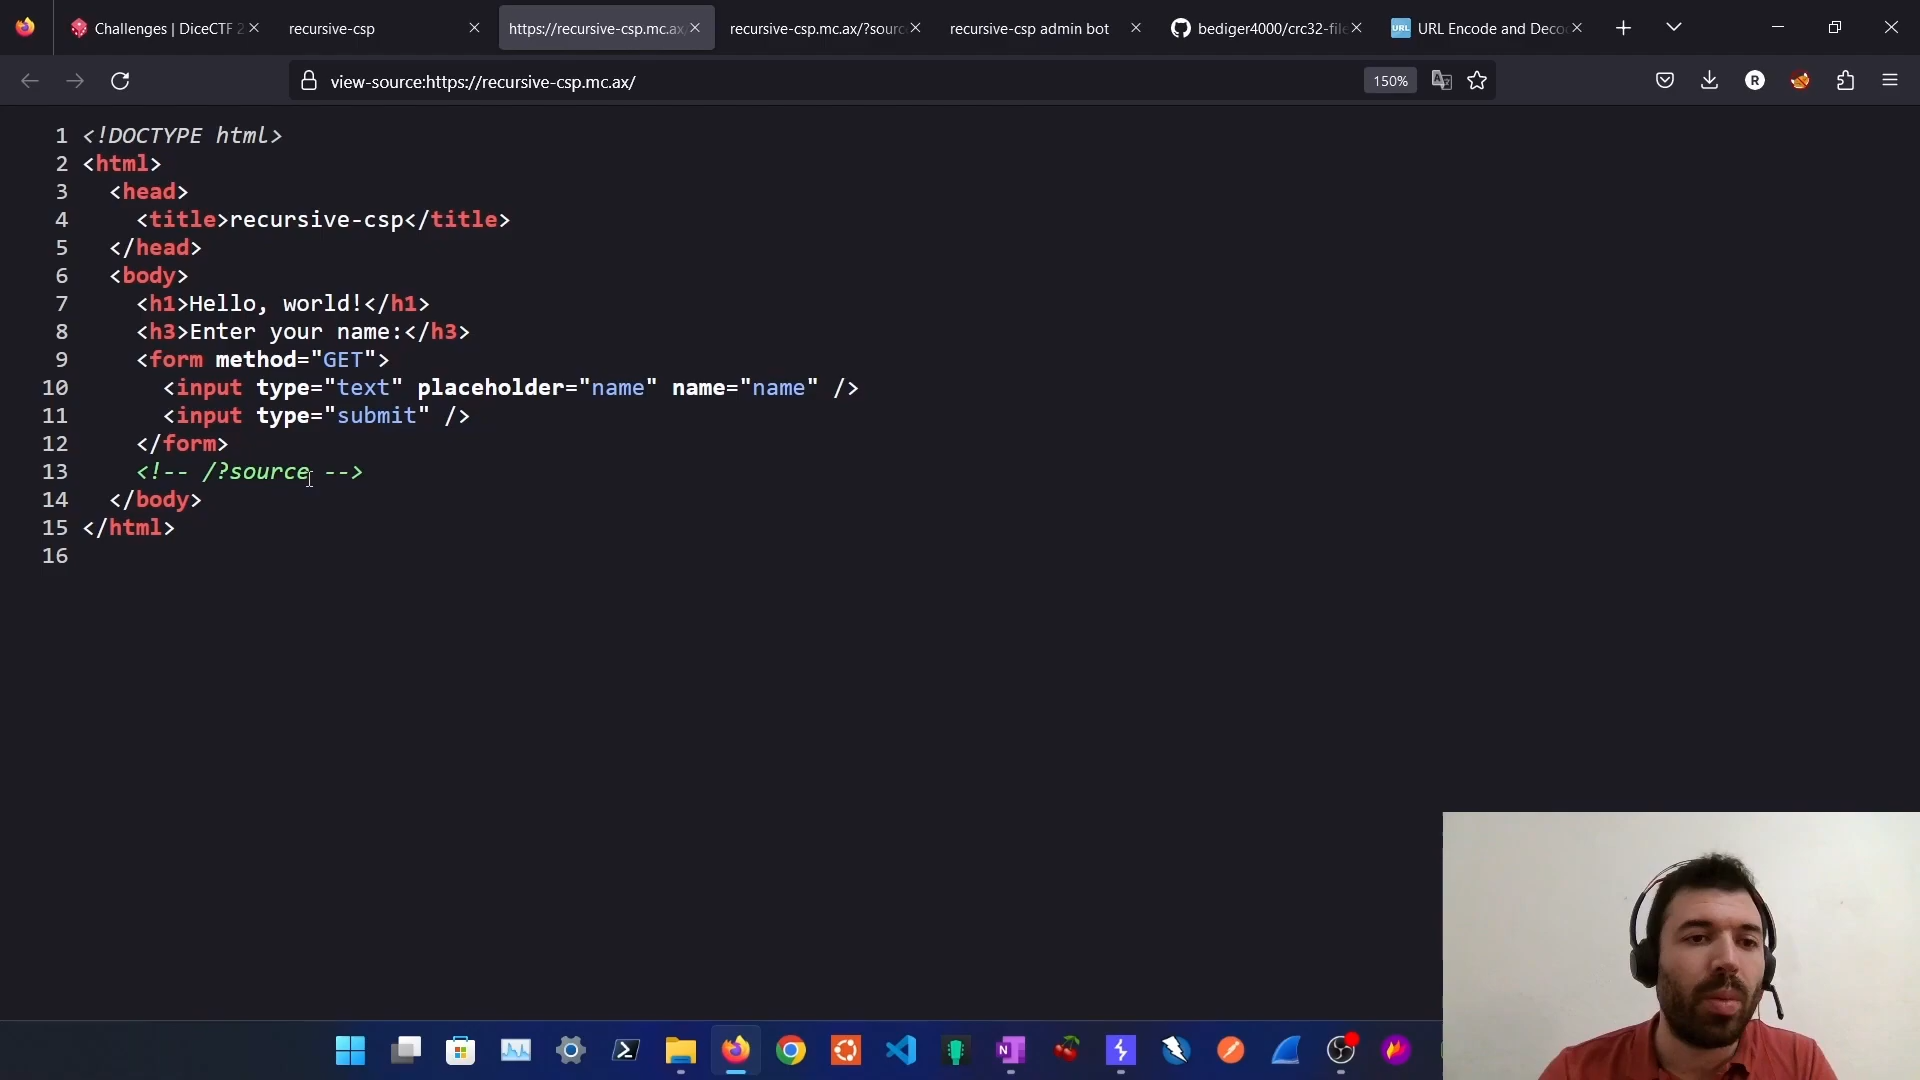 Challenges | DiceCTF 2
recursive-csp
https://recursive-csp.mc.ax/
recursive-csp.mc.ax/?sourc
recursive-csp admin bot
bediger4000/crc32-file
URL
URL Encode and Deco
view-source:https://recursive-csp.mc.ax/
150%
R
1 <!DOCTYPE html>
2 <html>
3 <head>
4 <title>recursive-csp</title>
5 </head>
6 <body>
7 <h1>Hello, world!</h1>
8 <h3>Enter your name:</h3>
9 <form method="GET">
10 <input type="text" placeholder="name" name="name" />
11 <input type="submit" />
12 </form>
13 <!-- /?source -->
14 </body>
15 </html>
16
N